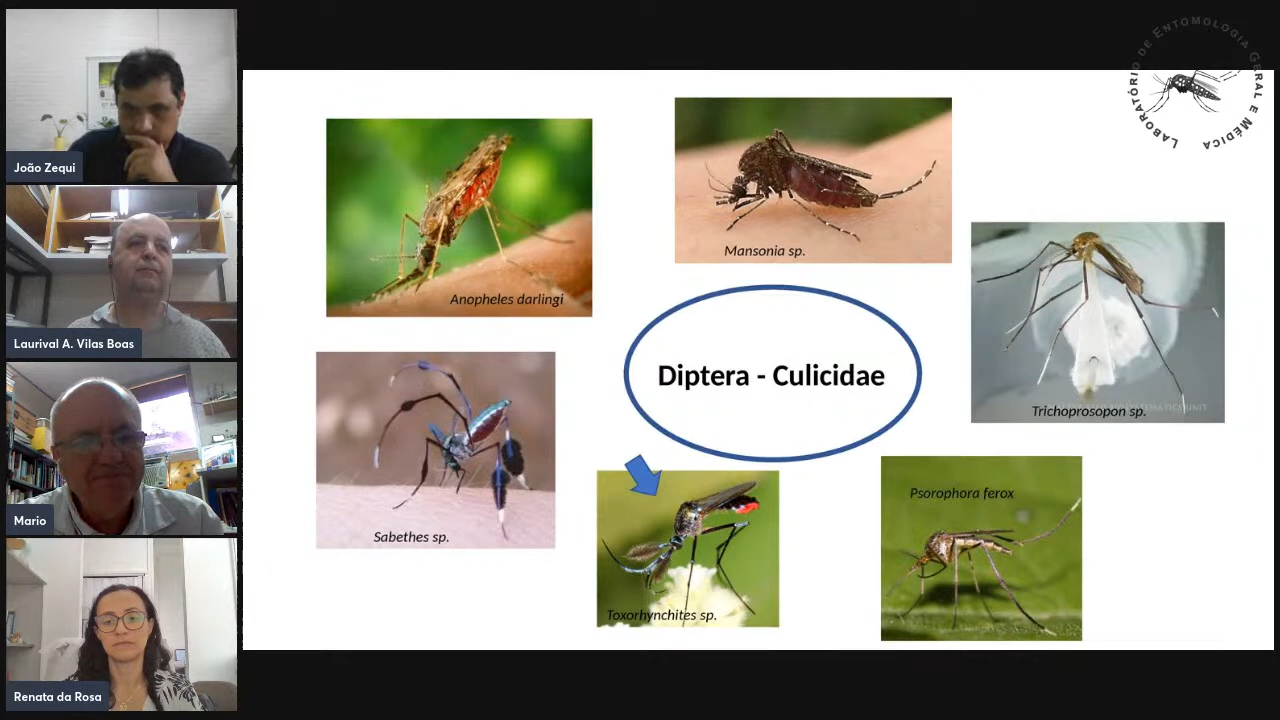 João Zequi
Laurival A. Vilas Boas
Mario
Renata da Rosa
LABORATÓRIO DE ENTOMOLOGIA GERAL E MÉDICA
Anopheles darlingi
Mansonia sp.
Trichoprosopon sp.
Diptera - Culicidae
Sabethes sp.
Toxorhynchites sp.
Psorophora ferox